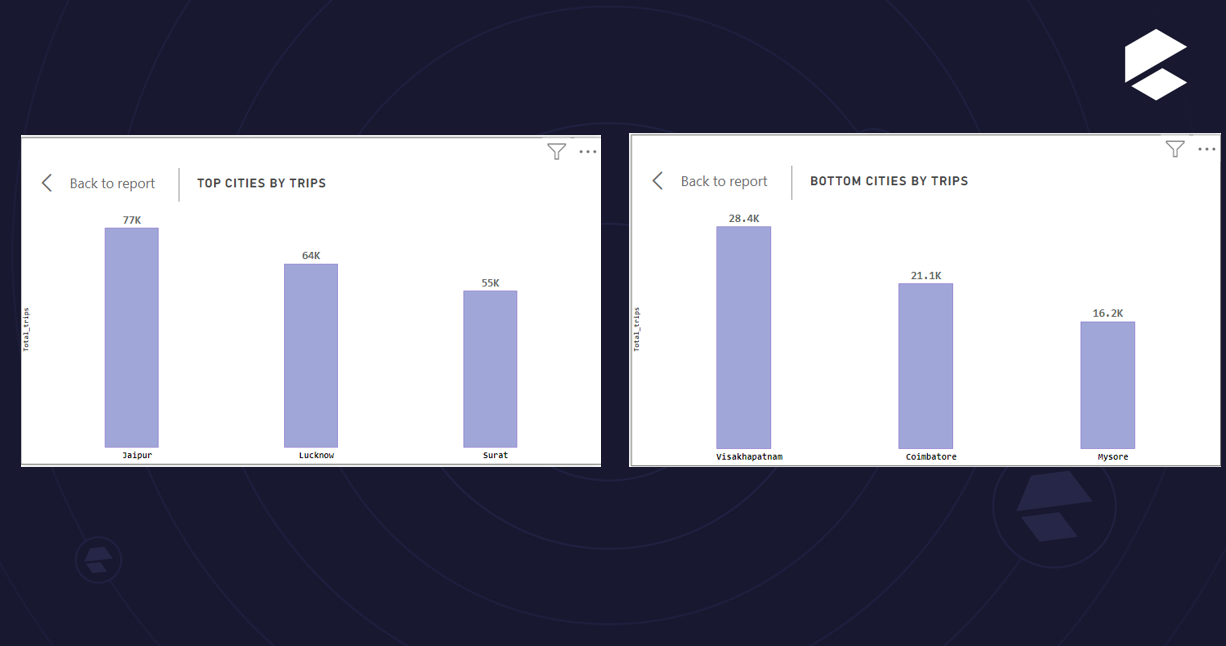 Back to report
TOP CITIES BY TRIPS
77K
64K
55K
Total_trips
Jaipur
Lucknow
Surat
Back to report
BOTTOM CITIES BY TRIPS
28.4K
21.1K
16.2K
Total_trips
Visakhapatnam
Coimbatore
Mysore